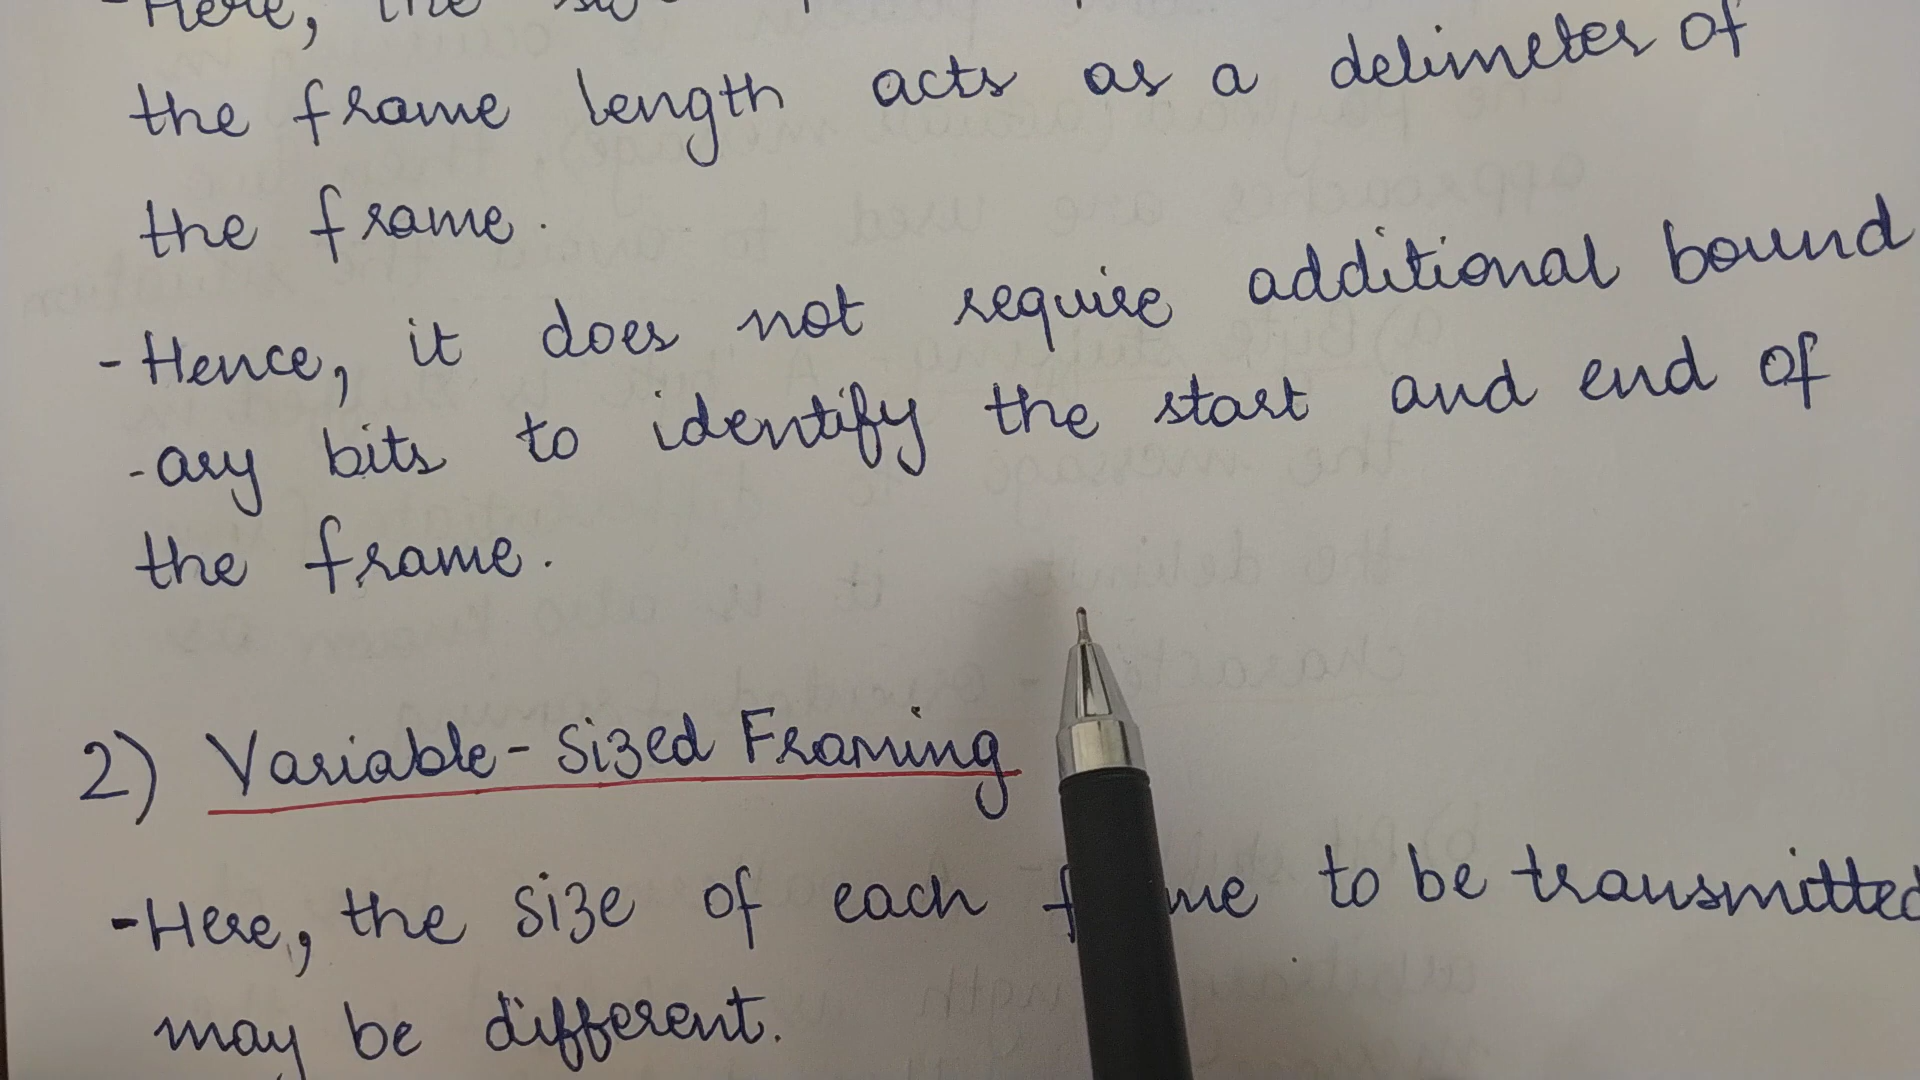 - Here, the
the frame length acts as a delimeter of
the frame.
- Hence, it does not require additional bound
-ary bits to identify the start and end of
the frame.
2) Variable-Sized Framing
- Here, the size of each to be transmitted
may be different.